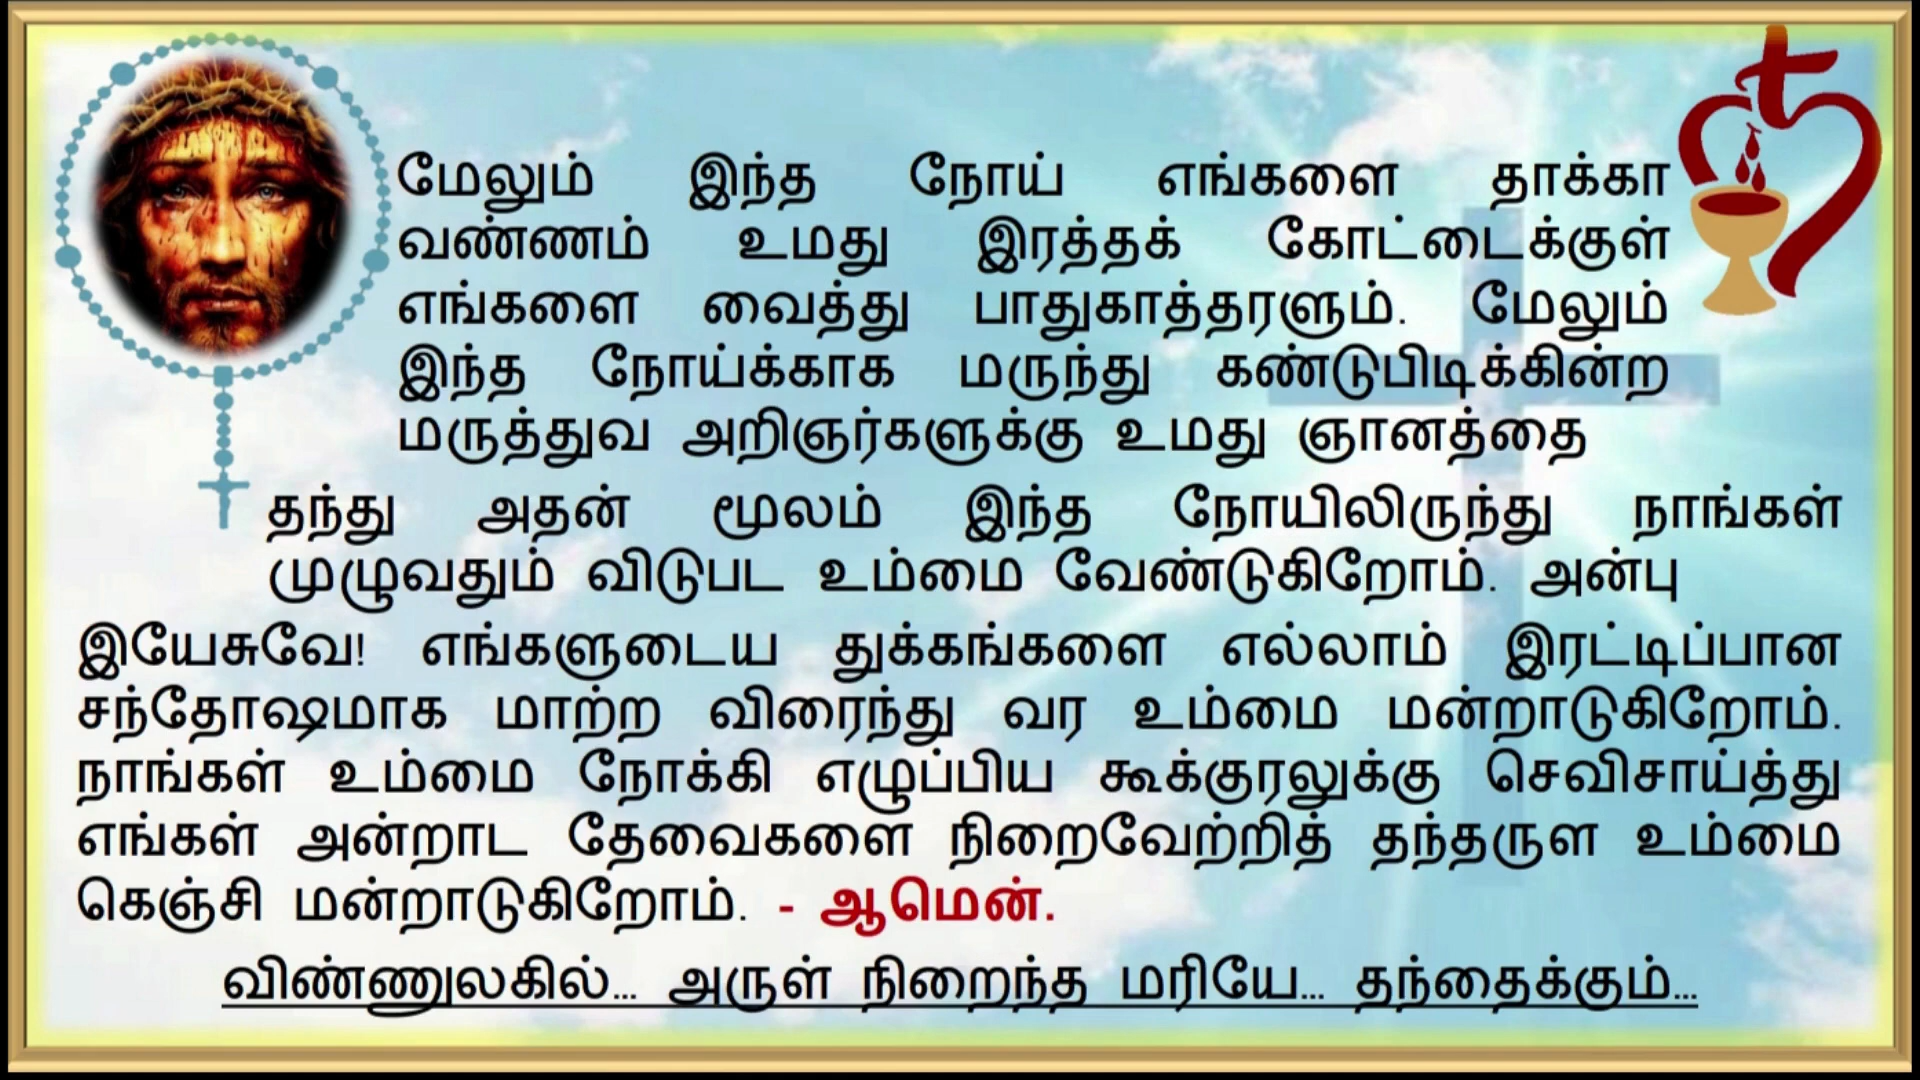 மேலும் இந்த நோய் எங்களை தாக்கா
வண்ணம் உமது இரத்தக் கோட்டைக்குள்
எங்களை வைத்து பாதுகாத்தரளும். மேலும்
இந்த நோய்க்காக மருந்து கண்டுபிடிக்கின்ற
மருத்துவ அறிஞர்களுக்கு உமது ஞானத்தை
தந்து அதன் மூலம் இந்த நோயிலிருந்து நாங்கள்
முழுவதும் விடுபட உம்மை வேண்டுகிறோம். அன்பு
இயேசுவே! எங்களுடைய துக்கங்களை எல்லாம் இரட்டிப்பான
சந்தோஷமாக மாற்ற விரைந்து வர உம்மை மன்றாடுகிறோம்.
நாங்கள் உம்மை நோக்கி எழுப்பிய கூக்குரலுக்கு செவிசாய்த்து
எங்கள் அன்றாட தேவைகளை நிறைவேற்றித் தந்தருள உம்மை
கெஞ்சி மன்றாடுகிறோம். - ஆமென்.
விண்ணுலகில்... அருள் நிறைந்த மரியே... தந்தைக்கும்...